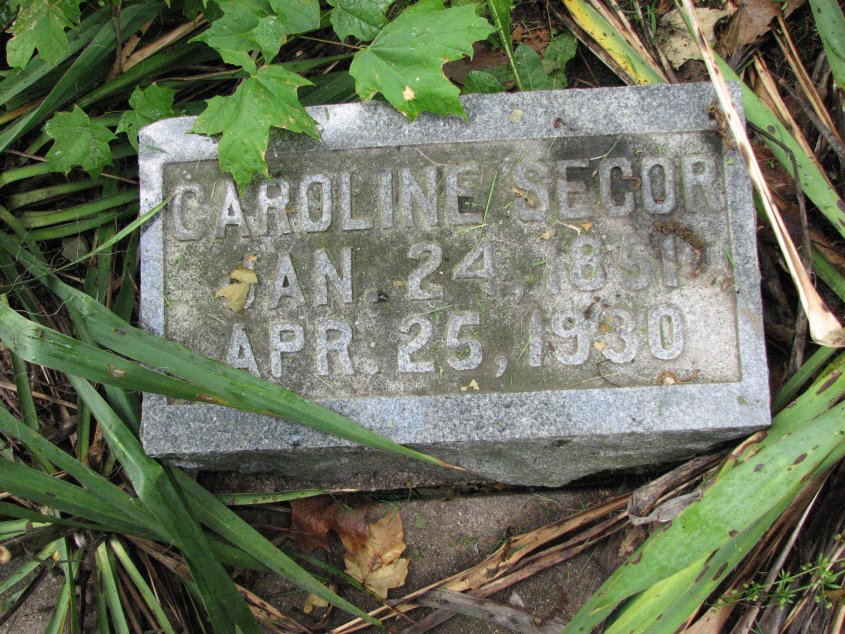 CAROLINE SECOR
JAN. 24, 1851
APR. 25, 1930